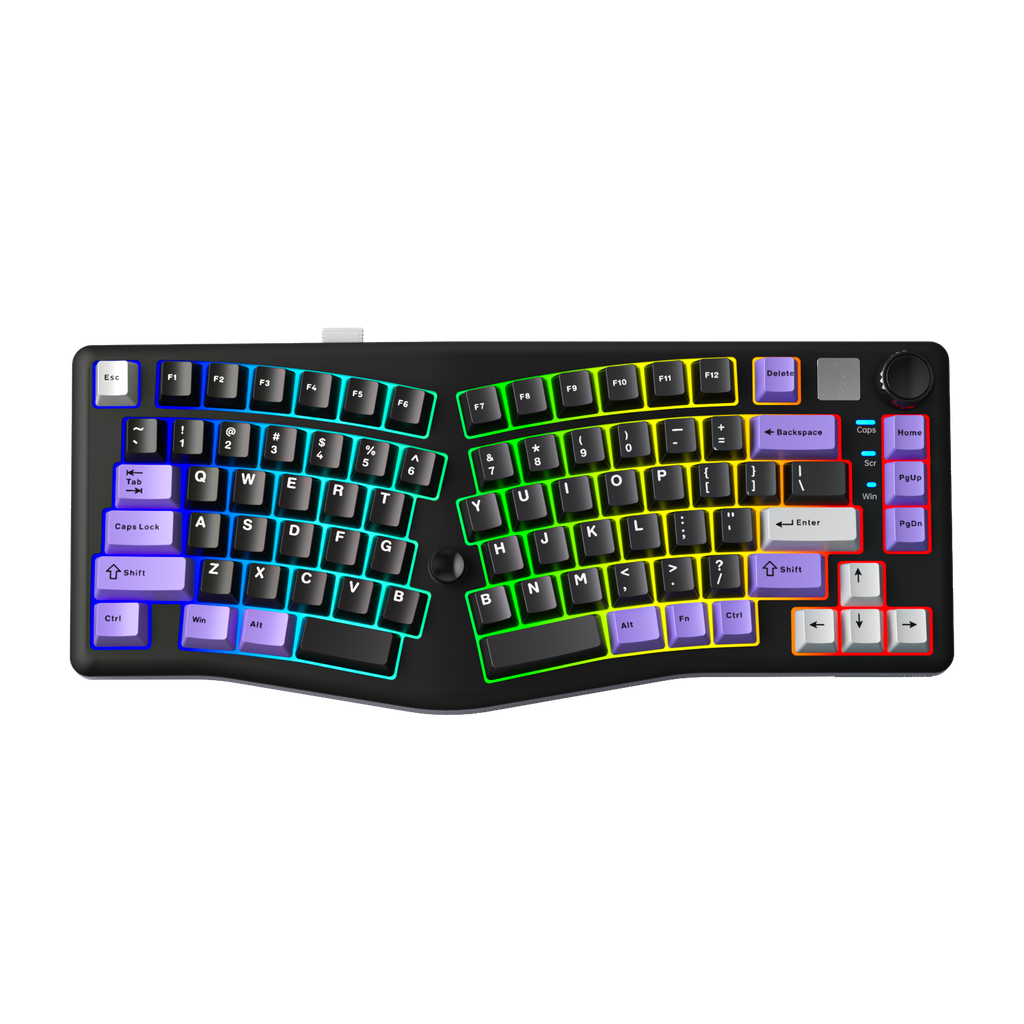 Esc F1 F2 F3 F4 F5 F6 F7 F8 F9 F10 F11 F12 Delete
~ ! @ # $ % ^ & * ( ) — + ← Backspace Caps Home
` 1 2 3 4 5 6 7 8 9 0 - =
Tab Q W E R T Y U I O P { } | Scr PgUp
[ ] \
Caps Lock A S D F G H J K L : " ← Enter Win PgDn
; '
Shift Z X C V B B N M < > ? Shift ↑
, . /
Ctrl Win Alt Alt Fn Ctrl ← ↓ →